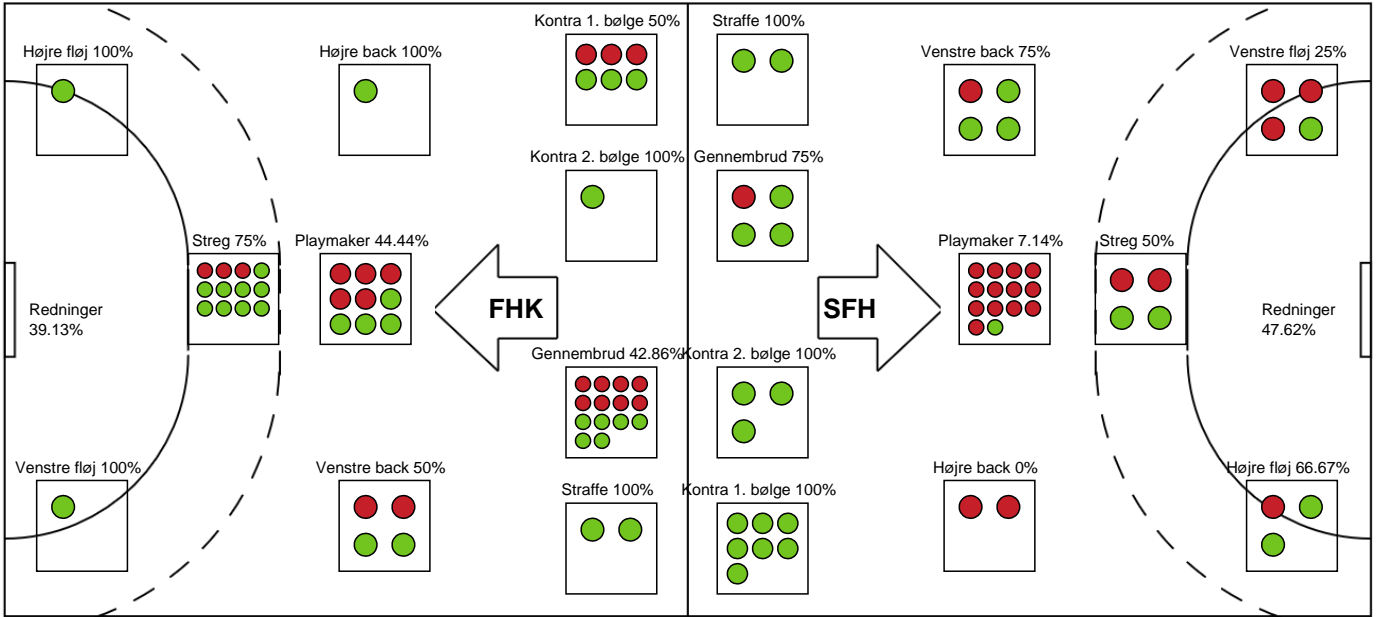 Kontra 1. bølge 50%
Straffe 100%
Højre fløj 100%
Højre back 100%
Venstre back 75%
Venstre fløj 25%
Kontra 2. bølge 100%
Gennembrud 75%
Streg 75%
Playmaker 44.44%
Playmaker 7.14%
Streg 50%
Redninger
39.13%
FHK
SFH
Redninger
47.62%
Gennembrud 42.86%
Kontra 2. bølge 100%
Venstre fløj 100%
Venstre back 50%
Højre back 0%
Højre fløj 66.67%
Straffe 100%
Kontra 1. bølge 100%